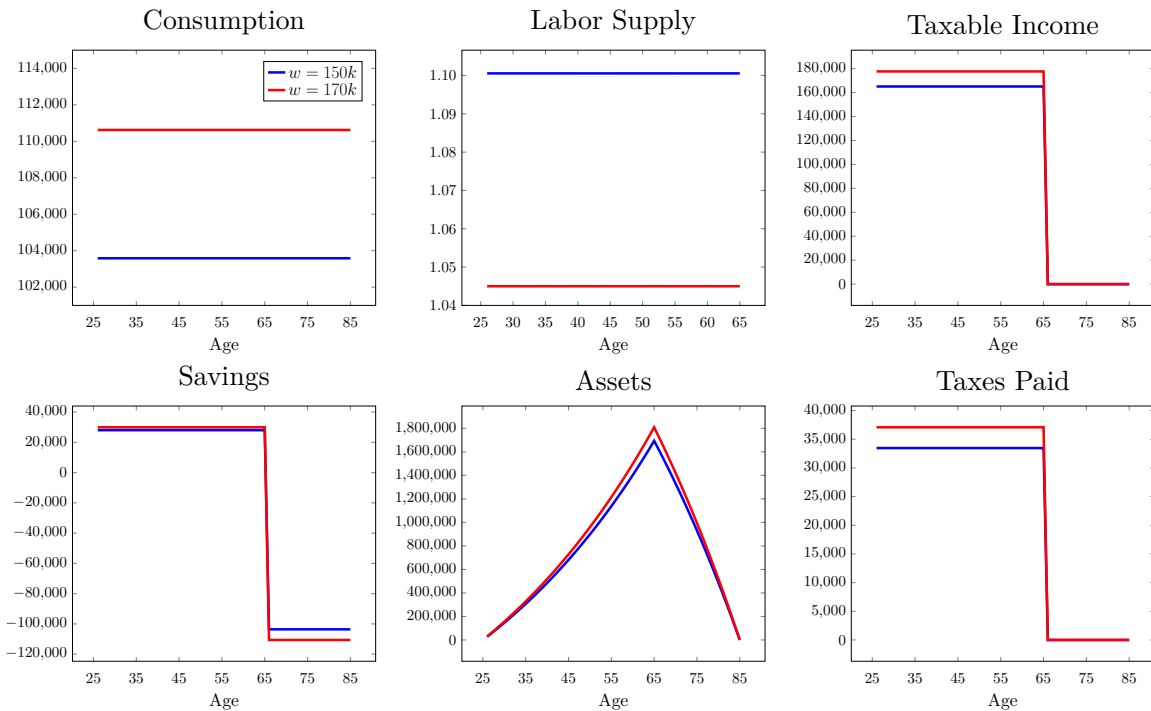 Consumption
114,000
112,000
110,000
108,000
106,000
104,000
102,000
w = 150k
w = 170k
25 35 45 55 65 75 85
Age
Labor Supply
1.10
1.09
1.08
1.07
1.06
1.05
1.04
25 30 35 40 45 50 55 60 65
Age
Taxable Income
180,000
160,000
140,000
120,000
100,000
80,000
60,000
40,000
20,000
0
25 35 45 55 65 75 85
Age
Savings
40,000
20,000
0
−20,000
−40,000
−60,000
−80,000
−100,000
−120,000
25 35 45 55 65 75 85
Age
Assets
1,800,000
1,600,000
1,400,000
1,200,000
1,000,000
800,000
600,000
400,000
200,000
0
25 35 45 55 65 75 85
Age
Taxes Paid
40,000
35,000
30,000
25,000
20,000
15,000
10,000
5,000
0
25 35 45 55 65 75 85
Age